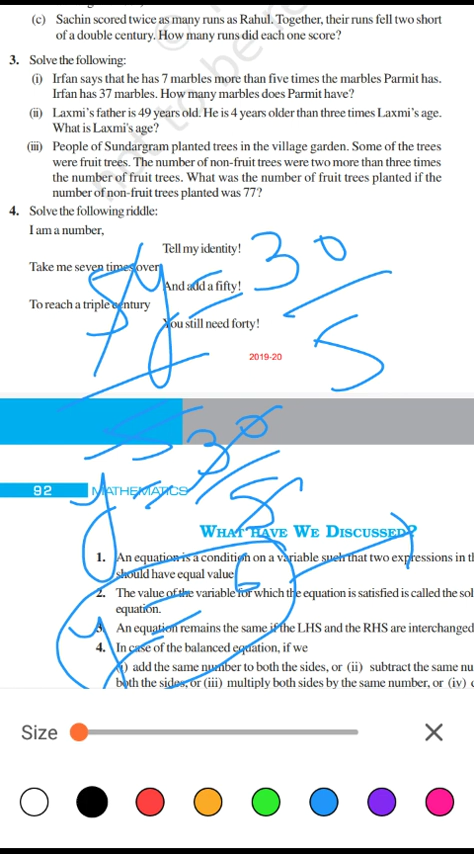 (c) Sachin scored twice as many runs as Rahul. Together, their runs fell two short
of a double century. How many runs did each one score?
3. Solve the following:
(i) Irfan says that he has 7 marbles more than five times the marbles Parmit has.
Irfan has 37 marbles. How many marbles does Parmit have?
(ii) Laxmi's father is 49 years old. He is 4 years older than three times Laxmi's age.
What is Laxmi's age?
(iii) People of Sundargram planted trees in the village garden. Some of the trees
were fruit trees. The number of non-fruit trees were two more than three times
the number of fruit trees. What was the number of fruit trees planted if the
number of non-fruit trees planted was 77?
4. Solve the following riddle:
I am a number,
Tell my identity!
Take me seven times over
And add a fifty!
To reach a triple century
You still need forty!
2019-20
5y = 30
5
5
y = 30
5
y = 6
92 MATHEMATICS
WHAT HAVE WE DISCUSSED?
1. An equation is a condition on a variable such that two expressions in th
should have equal value
2. The value of the variable for which the equation is satisfied is called the sol
equation.
3. An equation remains the same if the LHS and the RHS are interchanged
4. In case of the balanced equation, if we
(i) add the same number to both the sides, or (ii) subtract the same nu
both the sides, or (iii) multiply both sides by the same number, or (iv)
Size